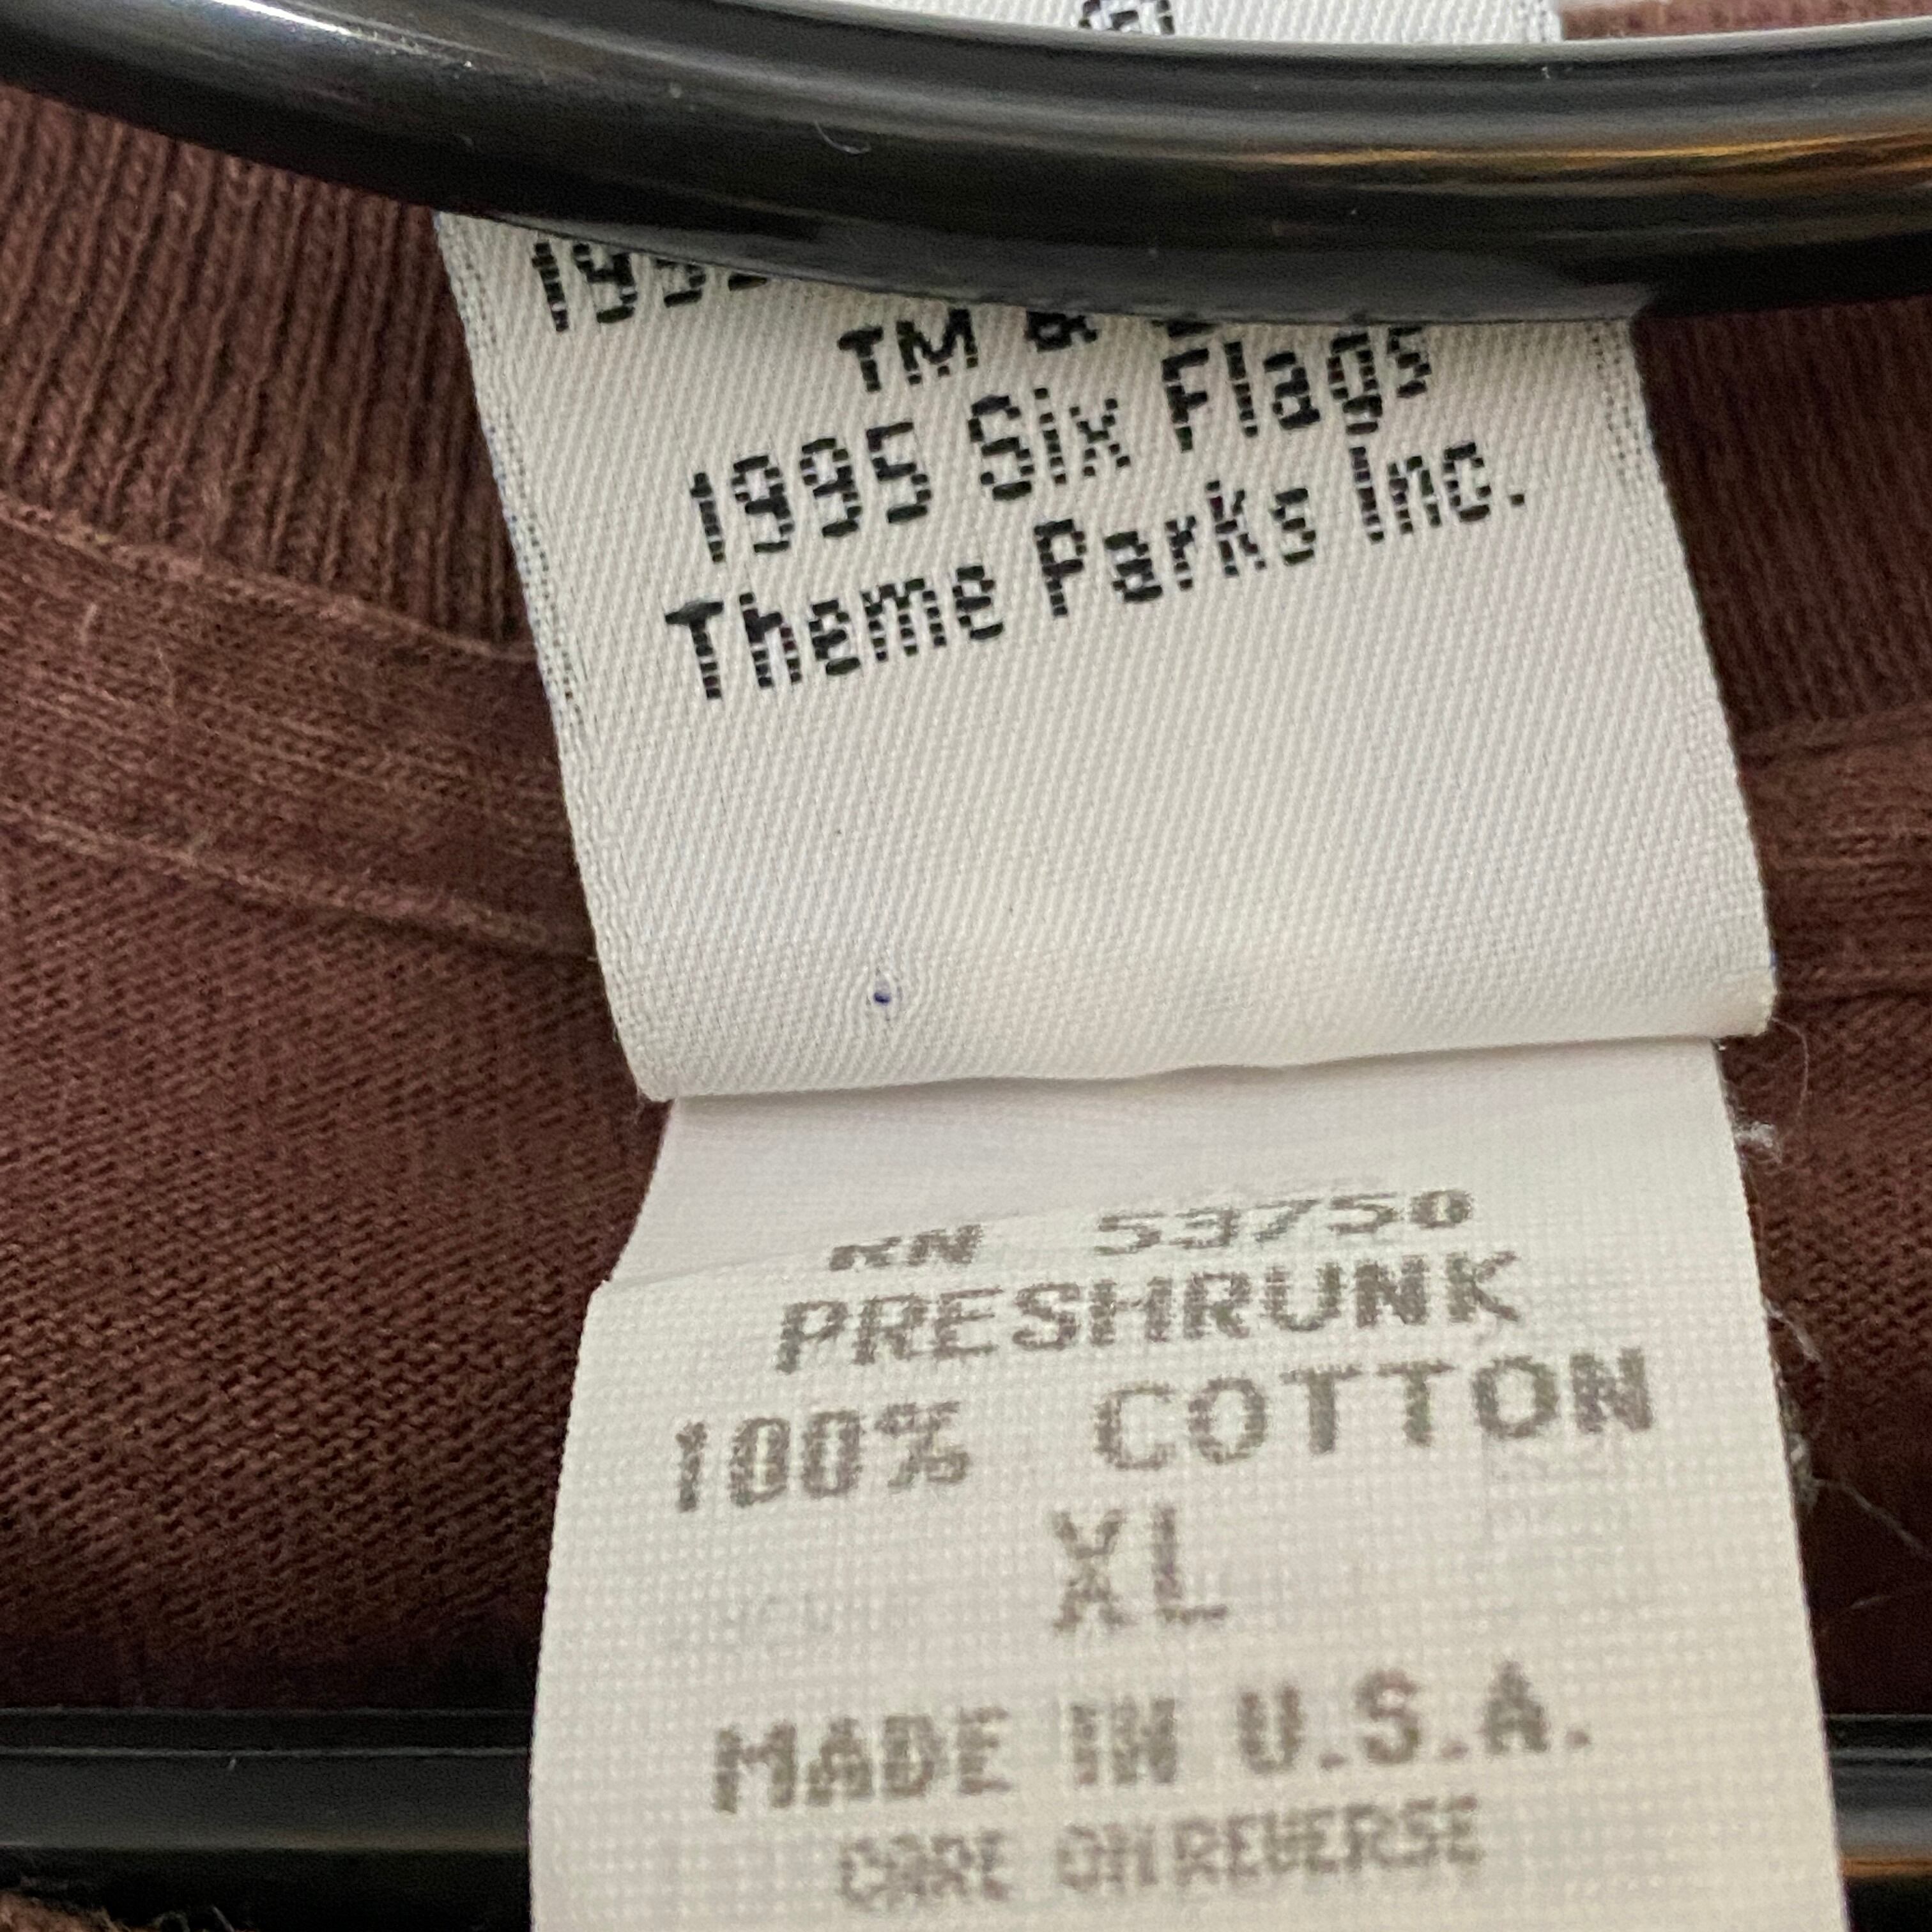 TM &
1995 Six Flags
Theme Parks Inc.
RN 53750
PRESHRUNK
100% COTTON
XL
MADE IN U.S.A.
CARE ON REVERSE